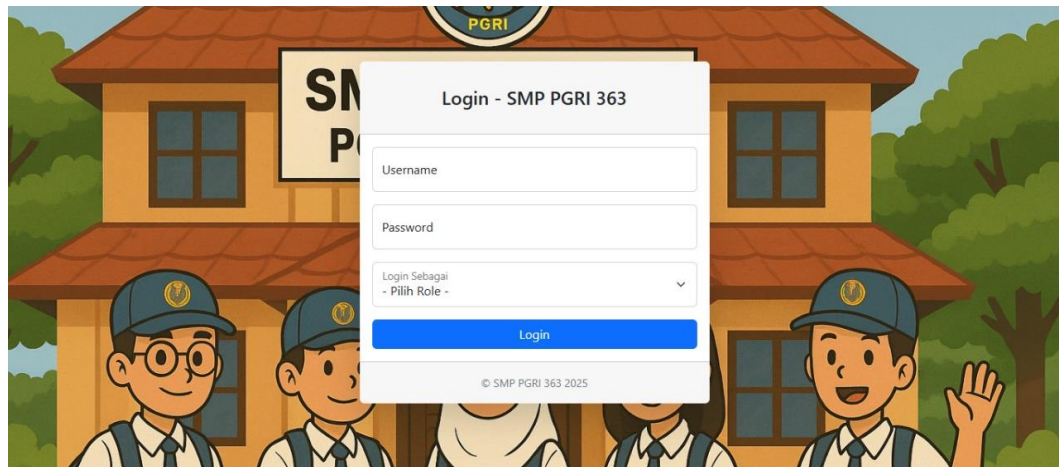 PGRI
Login - SMP PGRI 363
Username
Password
Login Sebagai
- Pilih Role -
Login
© SMP PGRI 363 2025